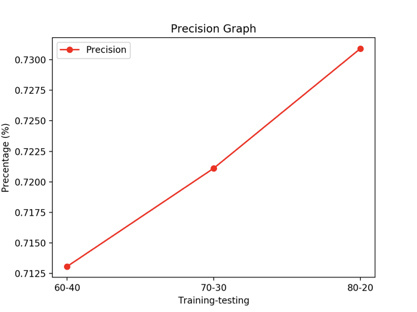 Precision Graph
Precision
0.7300
0.7275
0.7250
0.7225
0.7200
0.7175
0.7150
0.7125
Precentage (%)
60-40
70-30
80-20
Training-testing